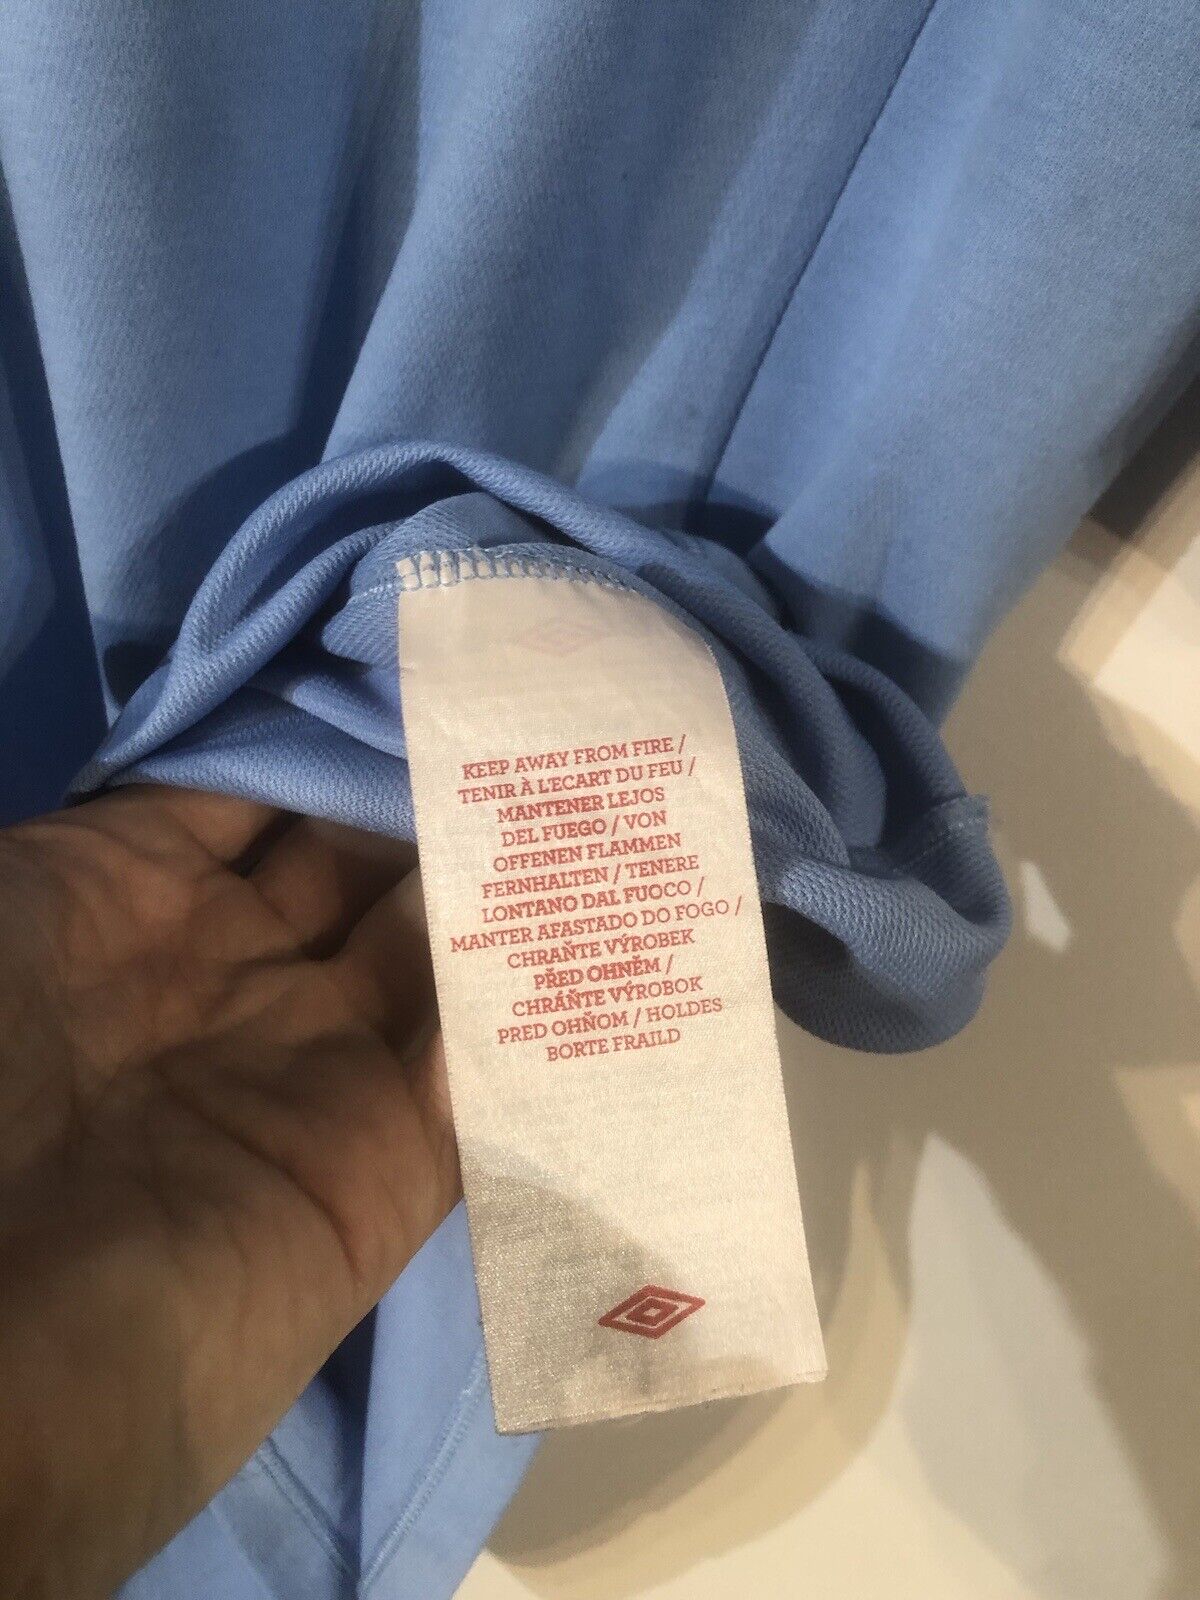 KEEP AWAY FROM FIRE /
TENIR À L'ECART DU FEU /
MANTENER LEJOS
DEL FUEGO / VON
OFFENEN FLAMMEN
FERNHALTEN / TENERE
LONTANO DAL FUOCO /
MANTER AFASTADO DO FOGO /
CHRAŇTE VÝROBEK
PŘED OHNĚM /
CHRÁŇTE VÝROBOK
PRED OHŇOM / HOLDES
BORTE FRAILD